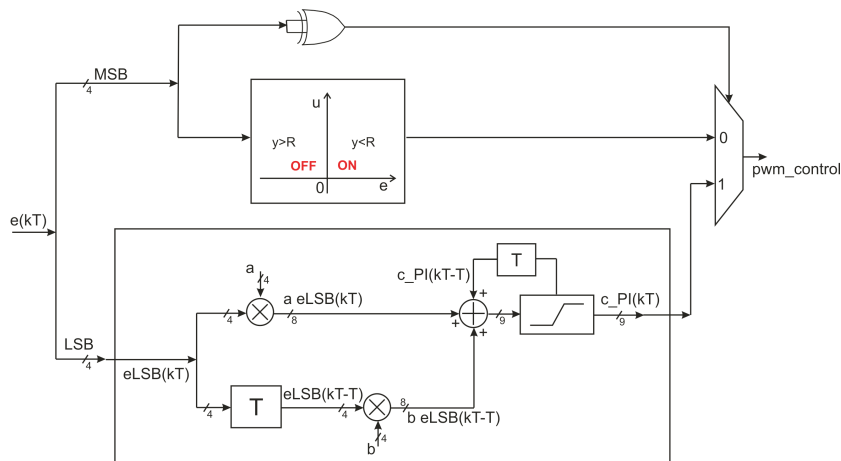 MSB
4
u
y>R
y<R
OFF
ON
0
e
0
1
pwm_control
e(kT)
a
4
c_PI(kT-T)
T
4
a eLSB(kT)
8
+
+
+
9
c_PI(kT)
9
LSB
4
eLSB(kT)
4
T
eLSB(kT-T)
4
8
b eLSB(kT-T)
b
4